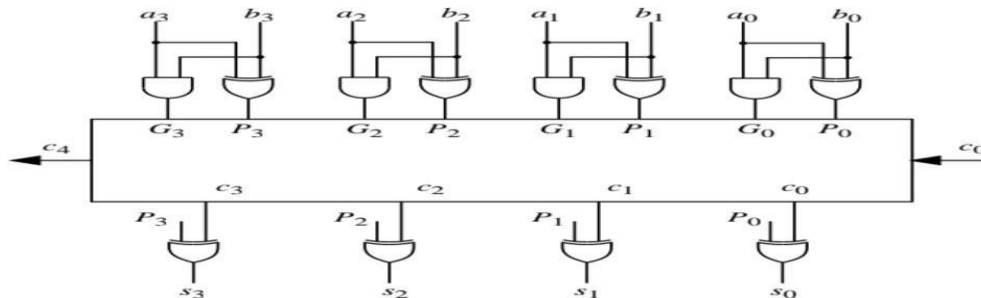 a₃ b₃ a₂ b₂ a₁ b₁ a₀ b₀
G₃ P₃ G₂ P₂ G₁ P₁ G₀ P₀
c₄ c₀
c₃ c₂ c₁ c₀
P₃ P₂ P₁ P₀
s₃ s₂ s₁ s₀